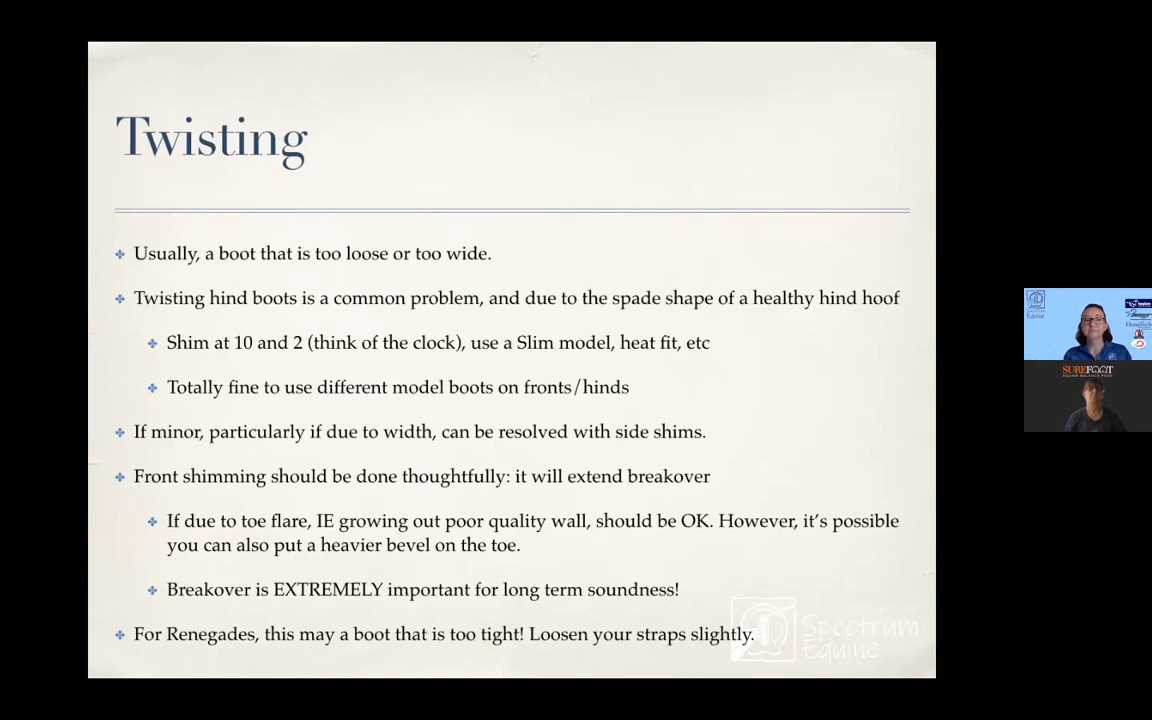 Twisting
Usually, a boot that is too loose or too wide.
Twisting hind boots is a common problem, and due to the spade shape of a healthy hind hoof
Shim at 10 and 2 (think of the clock), use a Slim model, heat fit, etc
Totally fine to use different model boots on fronts/hinds
If minor, particularly if due to width, can be resolved with side shims.
Front shimming should be done thoughtfully: it will extend breakover
If due to toe flare, IE growing out poor quality wall, should be OK. However, it's possible
you can also put a heavier bevel on the toe.
Breakover is EXTREMELY important for long term soundness!
For Renegades, this may a boot that is too tight! Loosen your straps slightly.
Spectrum
Equine
Spectrum
Equine
SUREFOOT
EQUINE BALANCE PADS